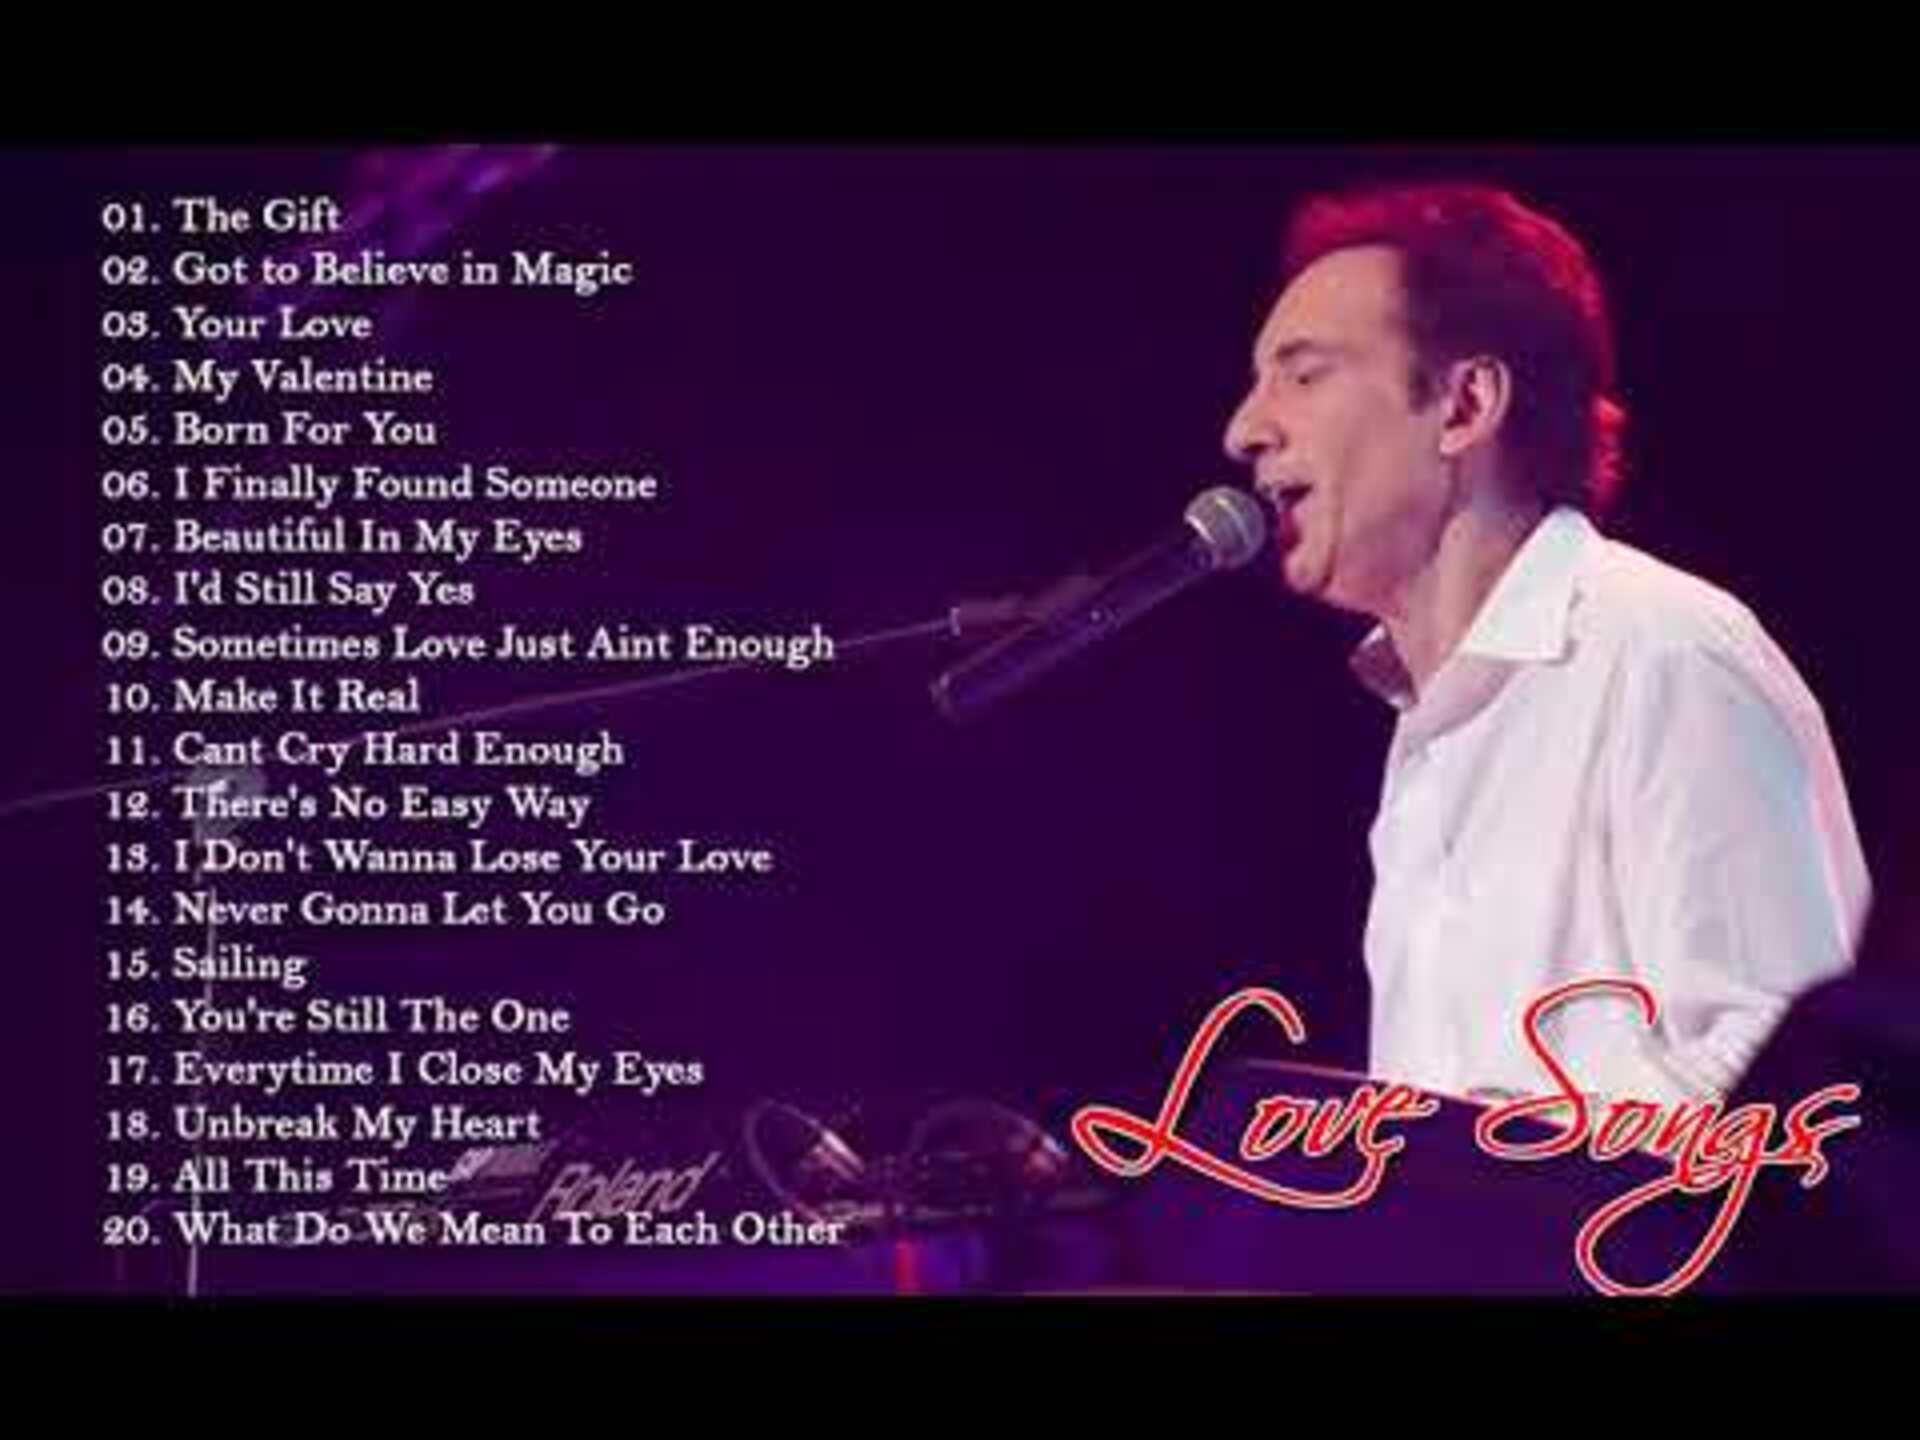 01. The Gift
02. Got to Believe in Magic
03. Your Love
04. My Valentine
05. Born For You
06. I Finally Found Someone
07. Beautiful In My Eyes
08. I'd Still Say Yes
09. Sometimes Love Just Aint Enough
10. Make It Real
11. Cant Cry Hard Enough
12. There's No Easy Way
13. I Don't Wanna Lose Your Love
14. Never Gonna Let You Go
15. Sailing
16. You're Still The One
17. Everytime I Close My Eyes
18. Unbreak My Heart
19. All This Time
20. What Do We Mean To Each Other
Roland
Love Songs